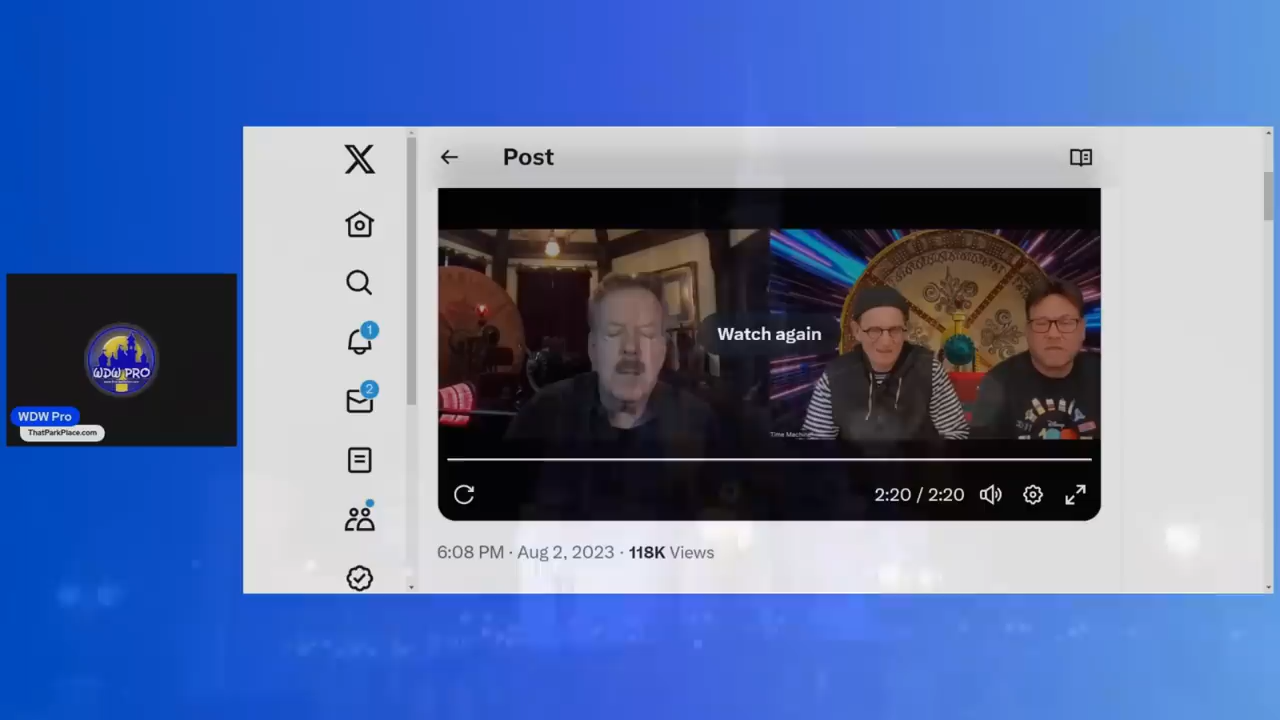 X
Post
Watch again
Time Machine
2:20 / 2:20
6:08 PM · Aug 2, 2023 · 118K Views
1
2
WDW PRO
WDW Pro
ThatParkPlace.com
Disney